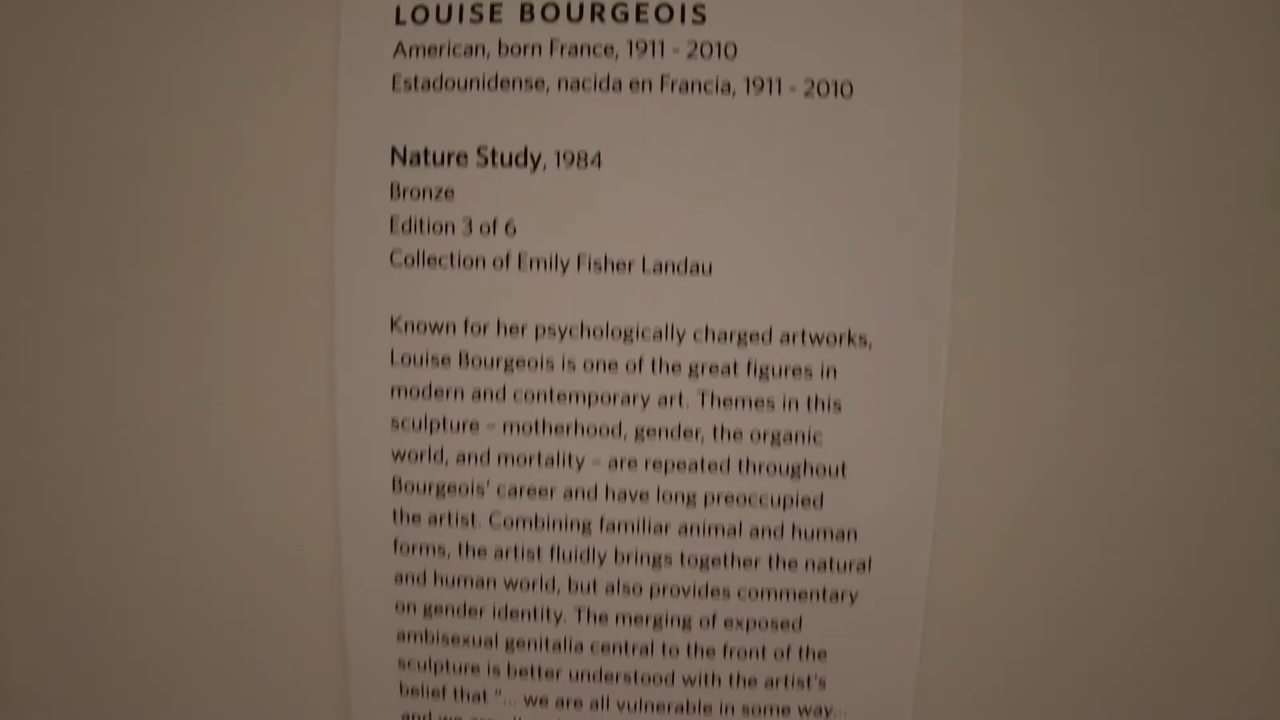 LOUISE BOURGEOIS
American, born France, 1911 - 2010
Estadounidense, nacida en Francia, 1911 - 2010
Nature Study, 1984
Bronze
Edition 3 of 6
Collection of Emily Fisher Landau
Known for her psychologically charged artworks,
Louise Bourgeois is one of the great figures in
modern and contemporary art. Themes in this
sculpture – motherhood, gender, the organic
world, and mortality – are repeated throughout
Bourgeois' career and have long preoccupied
the artist. Combining familiar animal and human
forms, the artist fluidly brings together the natural
and human world, but also provides commentary
on gender identity. The merging of exposed
ambisexual genitalia central to the front of the
sculpture is better understood with the artist's
belief that "... we are all vulnerable in some way...
and we